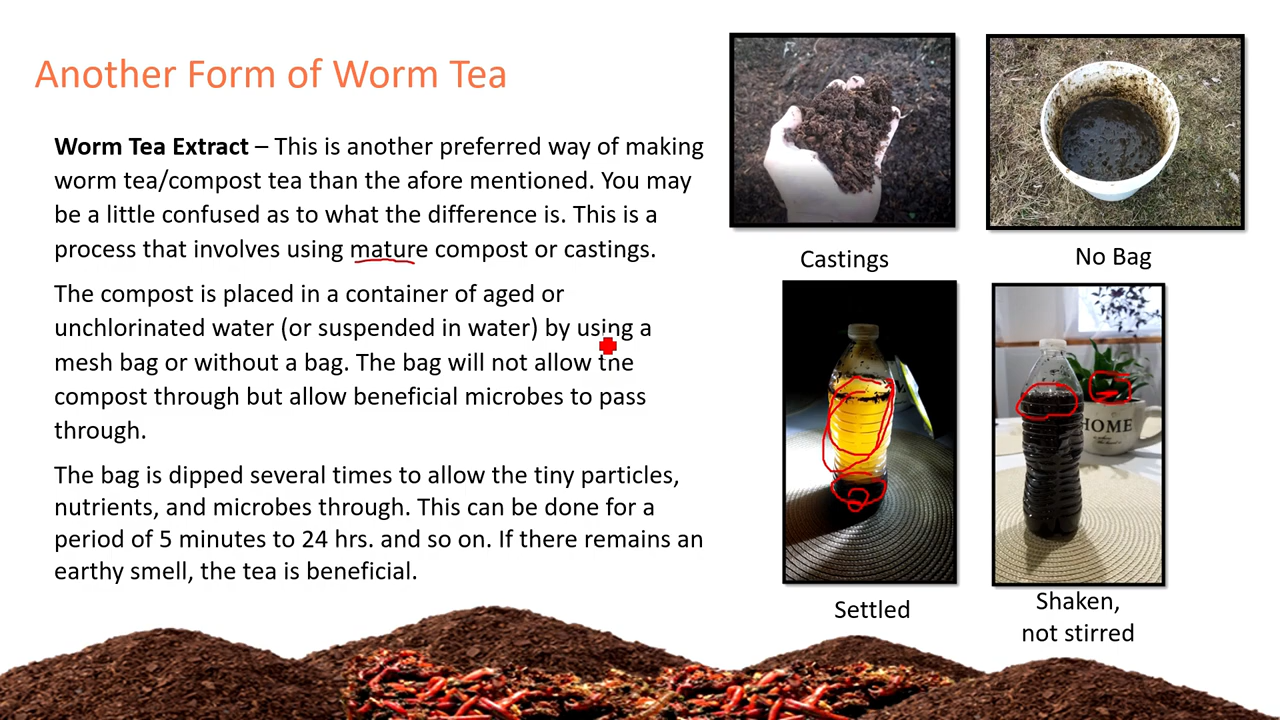 Another Form of Worm Tea
Worm Tea Extract – This is another preferred way of making
worm tea/compost tea than the afore mentioned. You may
be a little confused as to what the difference is. This is a
process that involves using mature compost or castings.
The compost is placed in a container of aged or
unchlorinated water (or suspended in water) by using a
mesh bag or without a bag. The bag will not allow the
compost through but allow beneficial microbes to pass
through.
The bag is dipped several times to allow the tiny particles,
nutrients, and microbes through. This can be done for a
period of 5 minutes to 24 hrs. and so on. If there remains an
earthy smell, the tea is beneficial.
Castings
No Bag
HOME
Settled
Shaken,
not stirred